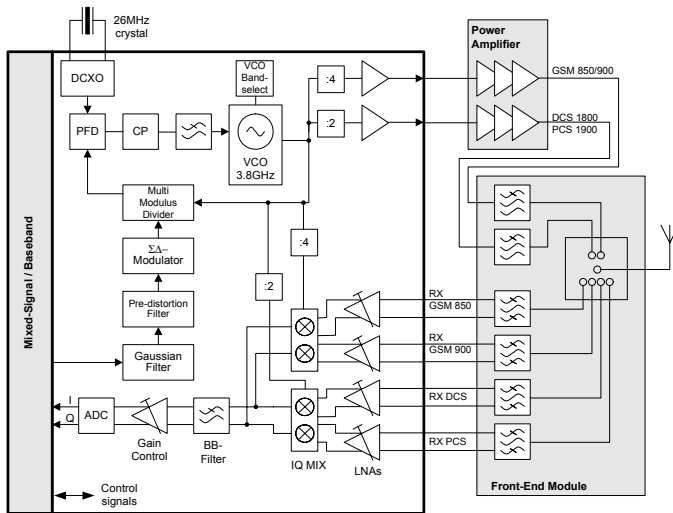 26MHz
crystal
Power
Amplifier
GSM 850/900
DCS 1800
PCS 1900
DCXO
VCO
Band-
select
:4
PFD
CP
:2
VCO
3.8GHz
Multi
Modulus
Divider
:4
ΣΔ–
Modulator
:2
Pre-distortion
Filter
Gaussian
Filter
RX
GSM 850
RX
GSM 900
RX DCS
RX PCS
I
Q
ADC
Gain
Control
BB-
Filter
IQ MIX
LNAs
Control
signals
Front-End Module
Mixed-Signal / Baseband